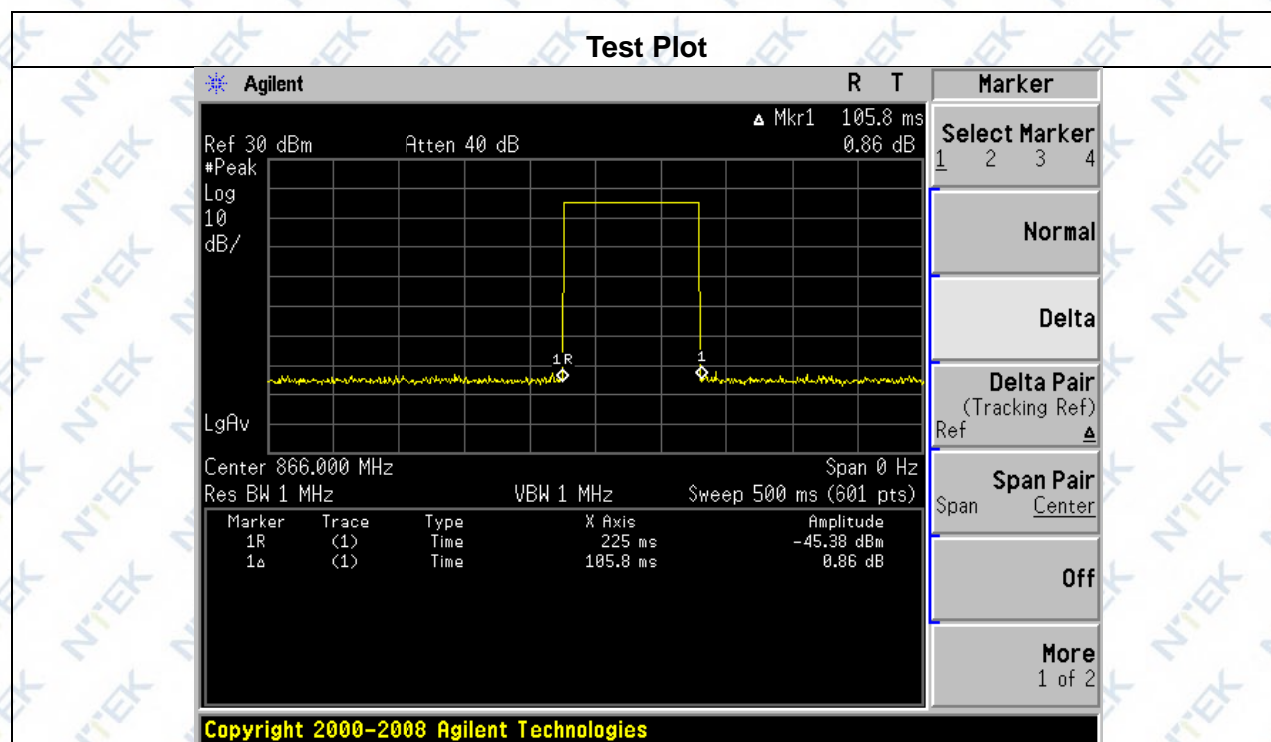 Test Plot
Agilent R T
Δ Mkr1 105.8 ms
Ref 30 dBm Atten 40 dB 0.86 dB
#Peak
Log
10
dB/
1R 1
LgAv
Center 866.000 MHz Span 0 Hz
Res BW 1 MHz VBW 1 MHz Sweep 500 ms (601 pts)
Marker Trace Type X Axis Amplitude
1R (1) Time 225 ms -45.38 dBm
1Δ (1) Time 105.8 ms 0.86 dB
Copyright 2000-2008 Agilent Technologies
Marker
Select Marker
1 2 3 4
Normal
Delta
Delta Pair
(Tracking Ref)
Ref Δ
Span Pair
Span Center
Off
More
1 of 2
NTEK